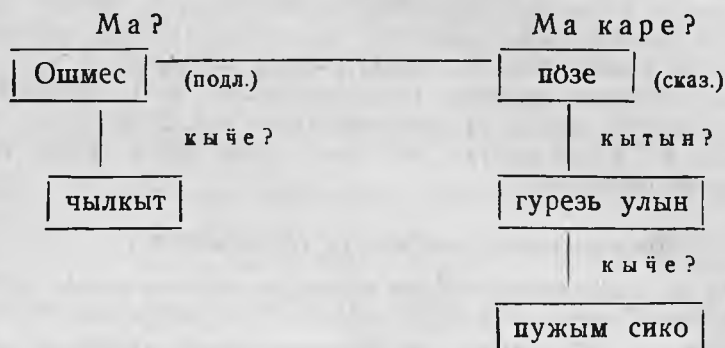 Ма? Ма каре?
Ошмес (подл.) пӧзе (сказ.)
кыӵе? кытын?
чылкыт гурезь улын
кыӵе?
пужым сико